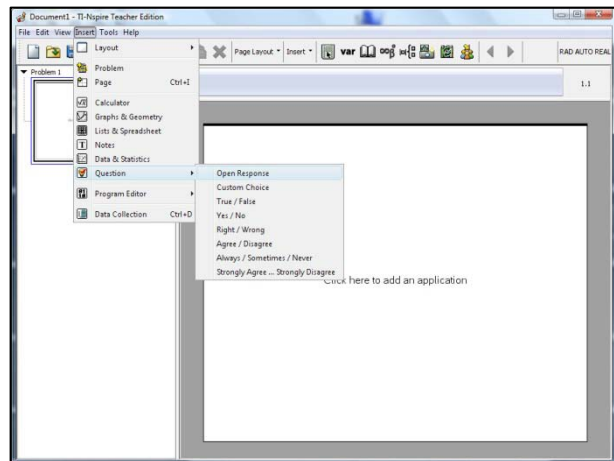 Document1 - TI-Nspire Teacher Edition
File Edit View Insert Tools Help
Page Layout Insert var RAD AUTO REAL
Problem 1
1.1
Layout
Problem
Page Ctrl+I
Calculator
Graphs & Geometry
Lists & Spreadsheet
Notes
Data & Statistics
Question
Program Editor
Data Collection Ctrl+D
Open Response
Custom Choice
True / False
Yes / No
Right / Wrong
Agree / Disagree
Always / Sometimes / Never
Strongly Agree ... Strongly Disagree
Click here to add an application